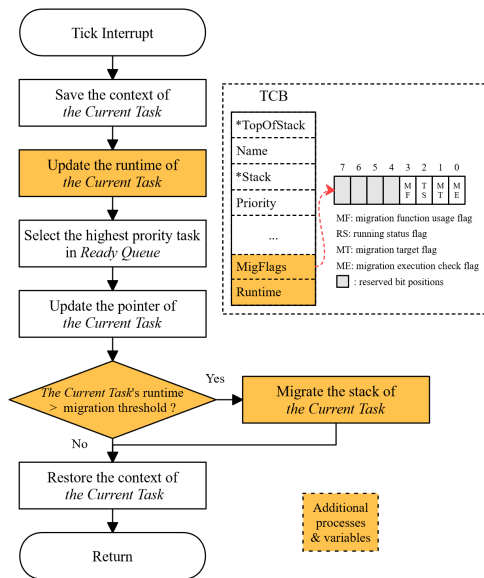 Tick Interrupt
Save the context of
the Current Task
Update the runtime of
the Current Task
Select the highest prority task
in Ready Queue
Update the pointer of
the Current Task
The Current Task's runtime
> migration threshold ?
Yes
Migrate the stack of
the Current Task
No
Restore the context of
the Current Task
Return
TCB
*TopOfStack
Name
*Stack
Priority
...
MigFlags
Runtime
7 6 5 4 3 2 1 0
M T M M
F S T E
MF: migration function usage flag
RS: running status flag
MT: migration target flag
ME: migration execution check flag
: reserved bit positions
Additional
processes
& variables